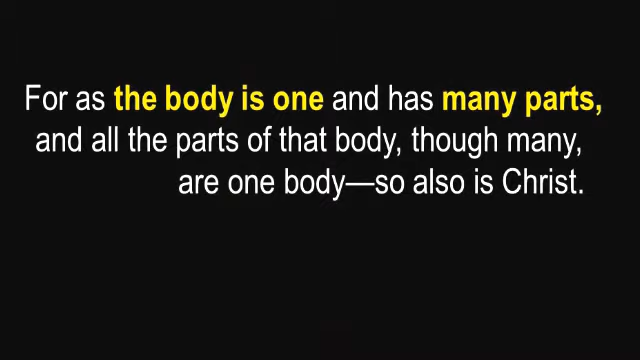 For as the body is one and has many parts,
and all the parts of that body, though many,
are one body—so also is Christ.